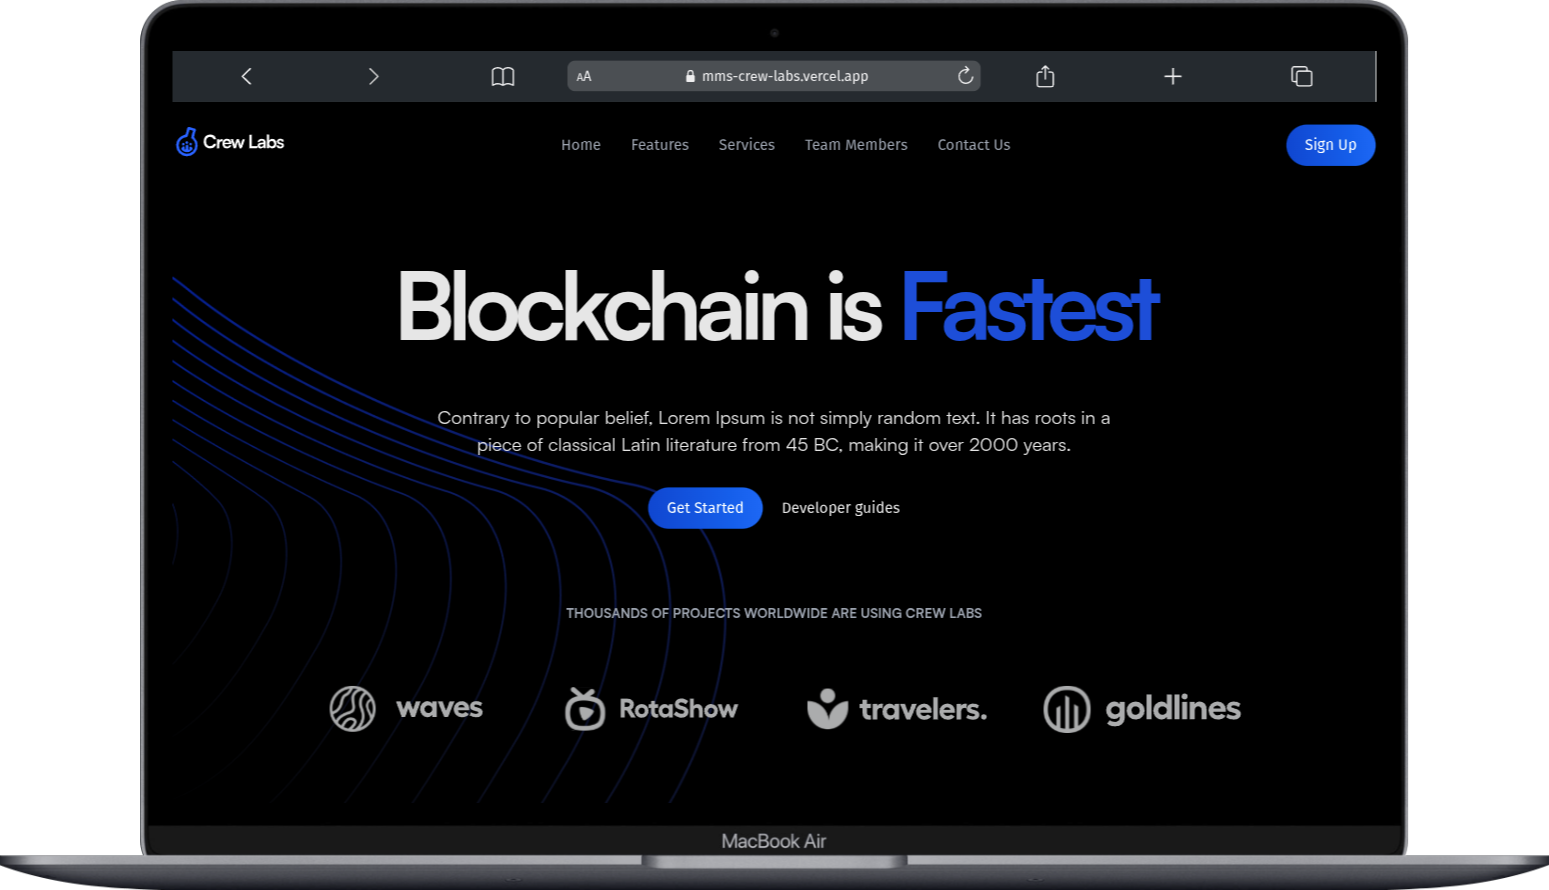 AA
mms-crew-labs.vercel.app
Crew Labs
Home
Features
Services
Team Members
Contact Us
Sign Up
Blockchain is Fastest
Contrary to popular belief, Lorem Ipsum is not simply random text. It has roots in a
piece of classical Latin literature from 45 BC, making it over 2000 years.
Get Started
Developer guides
THOUSANDS OF PROJECTS WORLDWIDE ARE USING CREW LABS
waves
RotaShow
travelers.
goldlines
MacBook Air